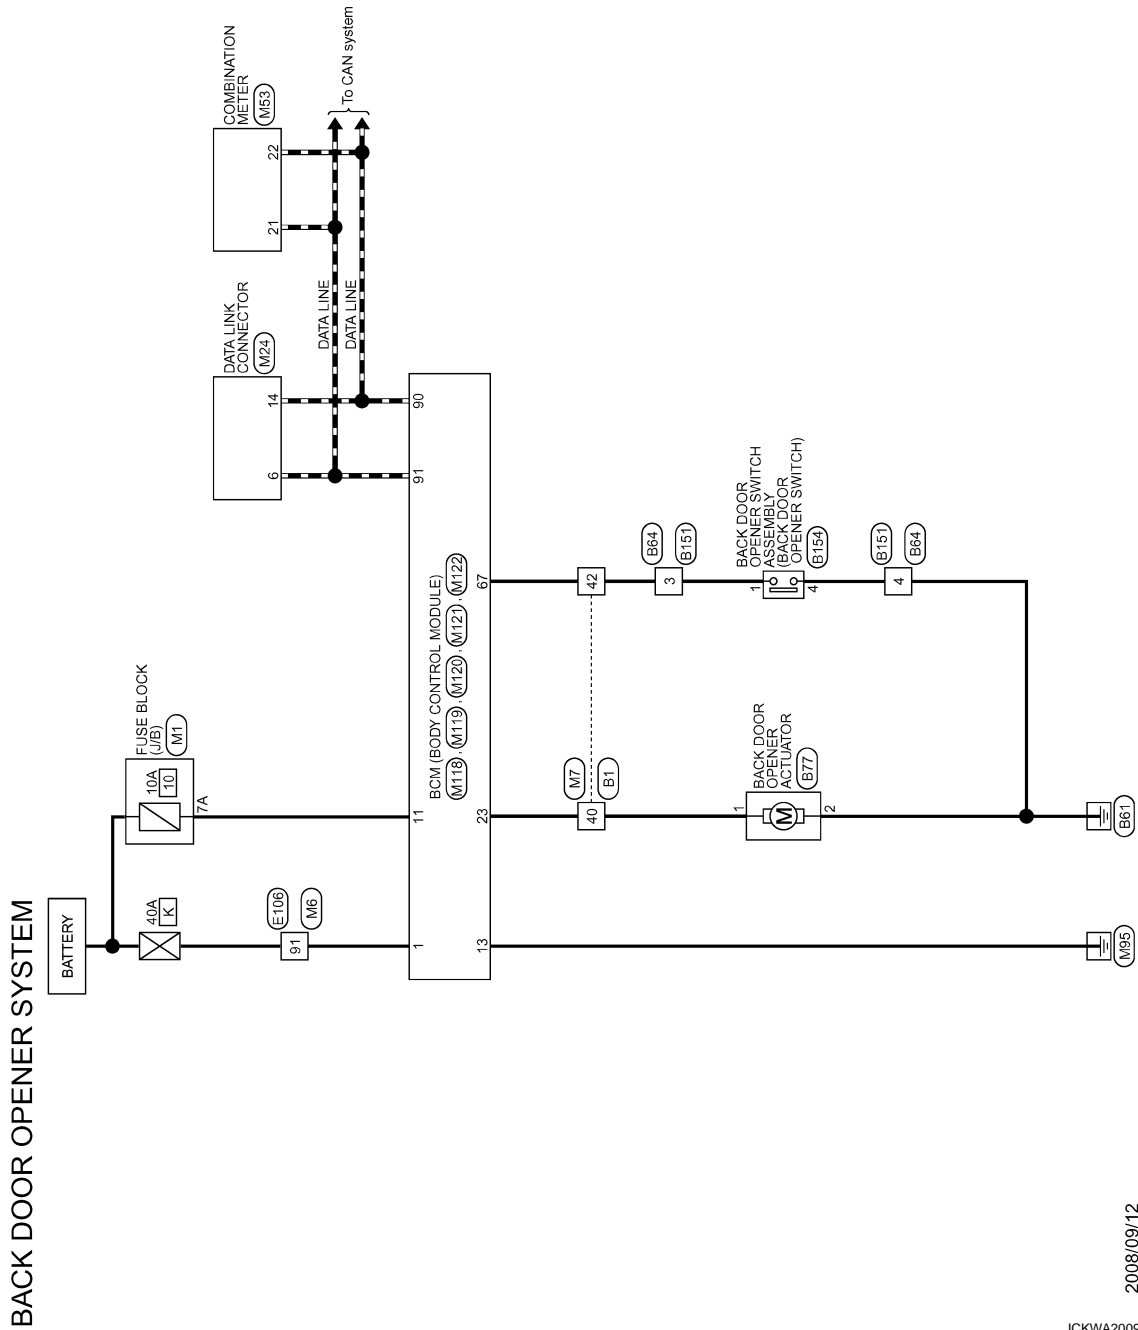 BACK DOOR OPENER SYSTEM
BATTERY
40A
K
E106
M6
91
FUSE BLOCK
(J/B)
M1
10A
10
7A
DATA LINK
CONNECTOR
M24
6
14
COMBINATION
METER
M53
21
22
DATA LINE
DATA LINE
To CAN system
1
11
91
90
BCM (BODY CONTROL MODULE)
M118 , M119 , M120 , M121 , M122
13
23
67
M7
B1
40
42
B64
B151
3
BACK DOOR
OPENER
ACTUATOR
B77
1
2
BACK DOOR
OPENER SWITCH
ASSEMBLY
(BACK DOOR
OPENER SWITCH)
B154
1
4
B151
B64
4
M95
B61
2008/09/12